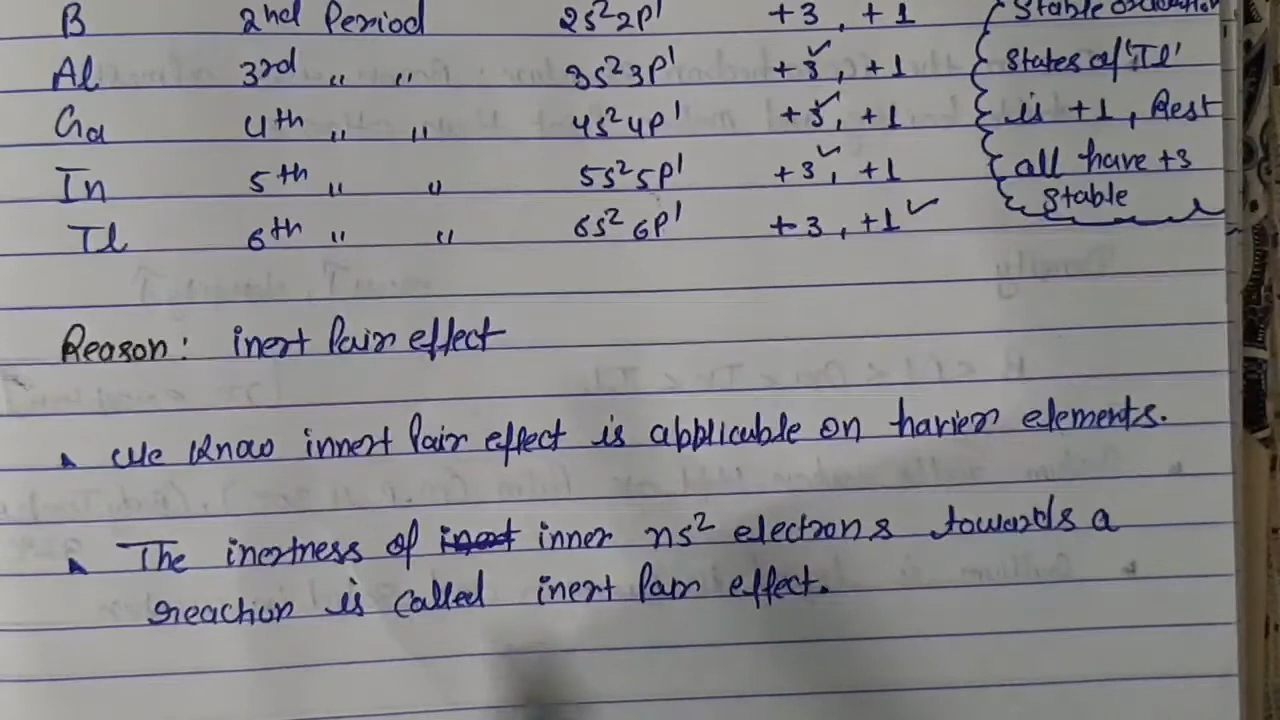 B 2nd Period 2s²2p¹ +3, +1 Stable oxidation
Al 3rd " " 3s²3p¹ +3✓, +1 States of 'Tl'
Ga 4th " " 4s²4p¹ +3✓, +1 is +1, Rest
In 5th " " 5s²5p¹ +3✓, +1 all have +3
Tl 6th " " 6s²6p¹ +3, +1✓ Stable
Reason: inert Pair effect
We know innert Pair effect is applicable on havier elements.
The inertness of inert inner ns² electrons towards a
reaction is called inert Pair effect.